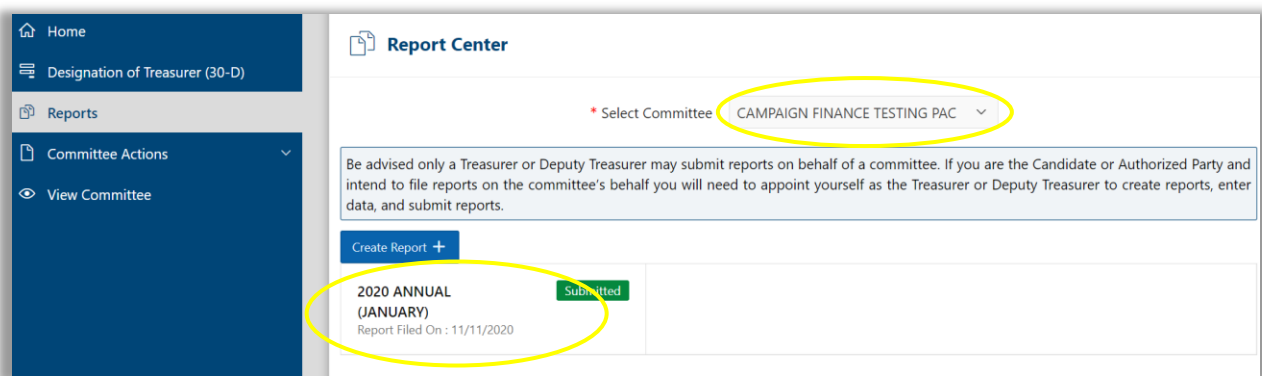 Home
Designation of Treasurer (30-D)
Reports
Committee Actions
View Committee
Report Center
* Select Committee CAMPAIGN FINANCE TESTING PAC
Be advised only a Treasurer or Deputy Treasurer may submit reports on behalf of a committee. If you are the Candidate or Authorized Party and
intend to file reports on the committee's behalf you will need to appoint yourself as the Treasurer or Deputy Treasurer to create reports, enter
data, and submit reports.
Create Report +
2020 ANNUAL Submitted
(JANUARY)
Report Filed On : 11/11/2020